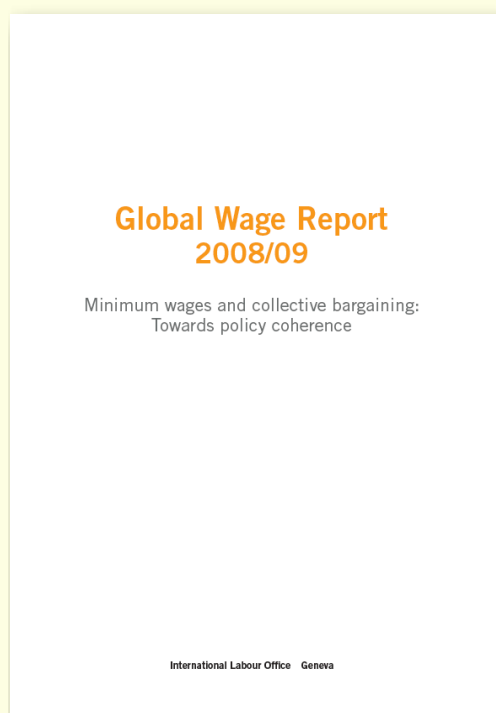 Global Wage Report
2008/09
Minimum wages and collective bargaining:
Towards policy coherence
International Labour Office Geneva